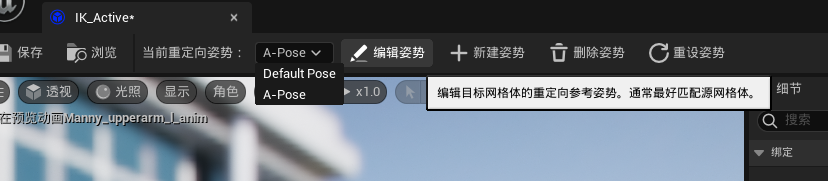 IK_Active*
保存 浏览 当前重定向姿势： A-Pose 编辑姿势 新建姿势 删除姿势 重设姿势
Default Pose
A-Pose
透视 光照 显示 角色 x1.0
编辑目标网格体的重定向参考姿势。通常最好匹配源网格体。
细节
在预览动画Manny_upperarm_l_anim
搜索
绑定